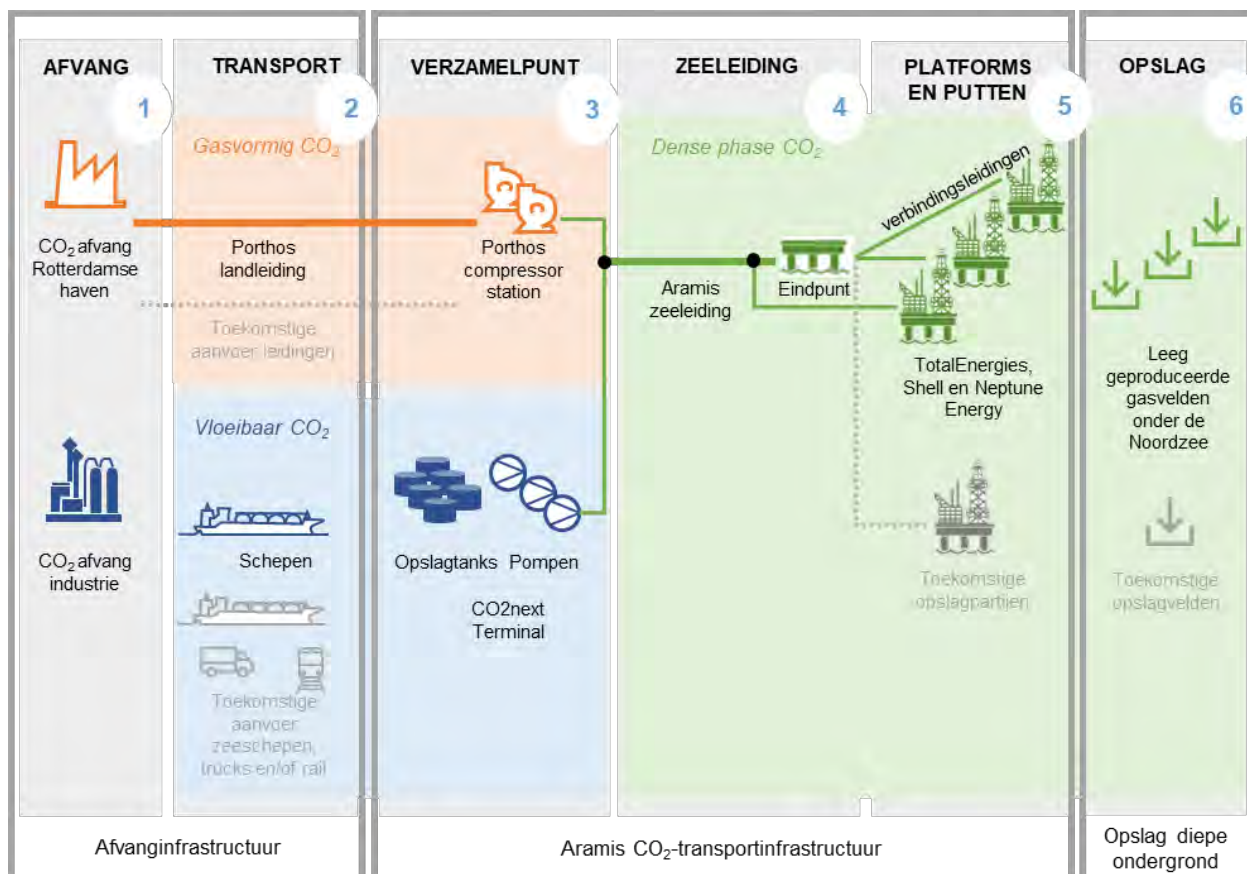 AFVANG
1
TRANSPORT
2
VERZAMELPUNT
3
ZEELEIDING
4
PLATFORMS
EN PUTTEN
5
OPSLAG
6
Gasvormig CO₂
Dense phase CO₂
verbindingsleidingen
CO₂ afvang
Rotterdamse
haven
Porthos
landleiding
Porthos
compressor
station
Aramis
zeeleiding
Eindpunt
Toekomstige
aanvoer leidingen
TotalEnergies,
Shell en Neptune
Energy
Leeg
geproduceerde
gasvelden
onder de
Noordzee
Vloeibaar CO₂
CO₂ afvang
industrie
Schepen
Opslagtanks
Pompen
CO2next
Terminal
Toekomstige
opslagpartijen
Toekomstige
opslagvelden
Toekomstige
aanvoer
zeeschepen,
trucks en/of rail
Afvanginfrastructuur
Aramis CO₂-transportinfrastructuur
Opslag diepe
ondergrond